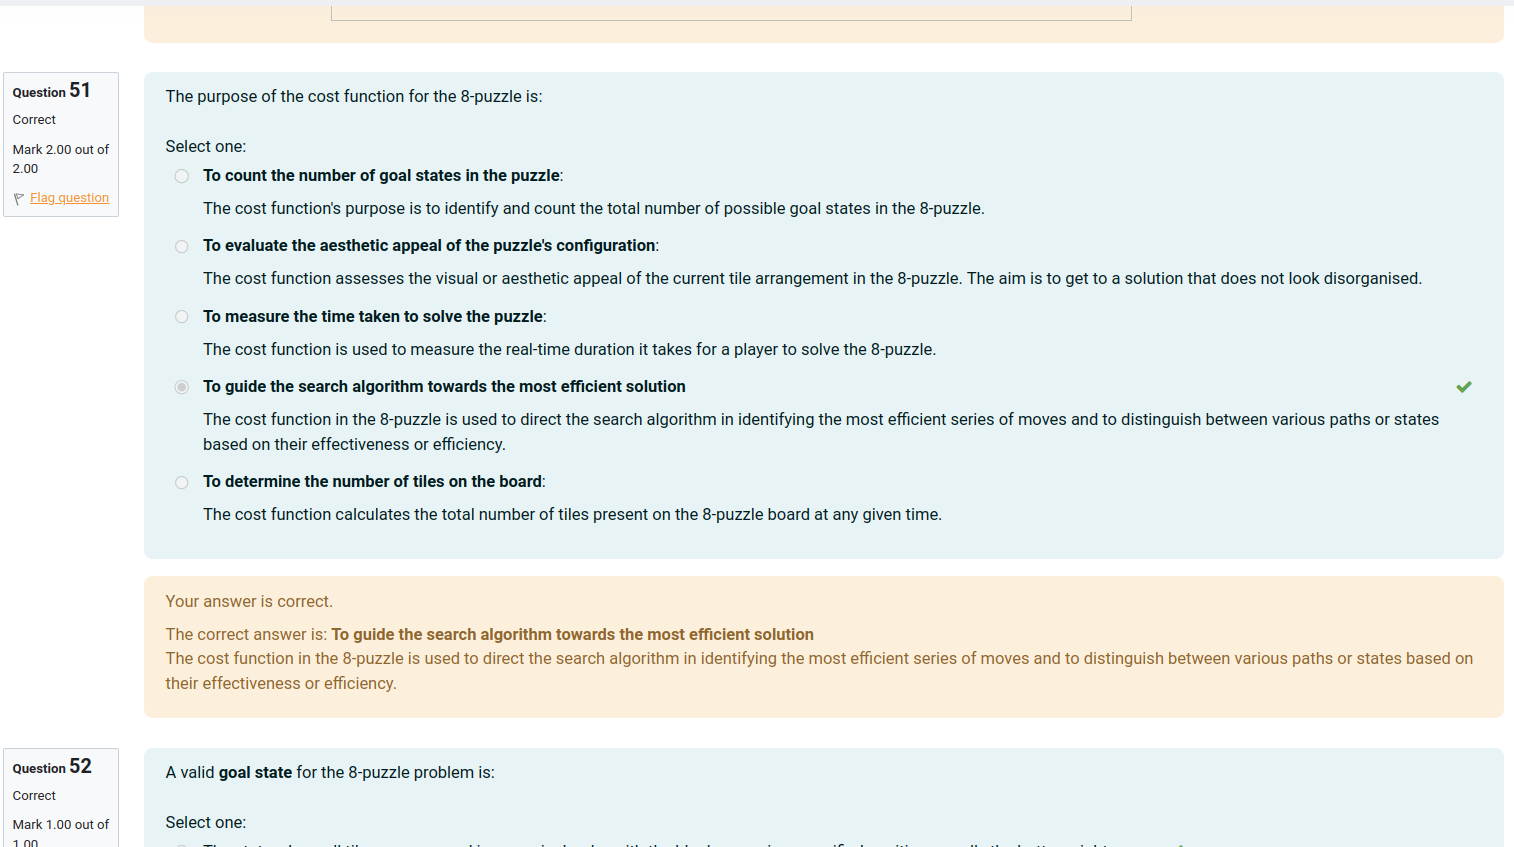 Question 51
Correct
Mark 2.00 out of
2.00
Flag question
The purpose of the cost function for the 8-puzzle is:
Select one:
To count the number of goal states in the puzzle:
The cost function's purpose is to identify and count the total number of possible goal states in the 8-puzzle.
To evaluate the aesthetic appeal of the puzzle's configuration:
The cost function assesses the visual or aesthetic appeal of the current tile arrangement in the 8-puzzle. The aim is to get to a solution that does not look disorganised.
To measure the time taken to solve the puzzle:
The cost function is used to measure the real-time duration it takes for a player to solve the 8-puzzle.
To guide the search algorithm towards the most efficient solution
The cost function in the 8-puzzle is used to direct the search algorithm in identifying the most efficient series of moves and to distinguish between various paths or states
based on their effectiveness or efficiency.
To determine the number of tiles on the board:
The cost function calculates the total number of tiles present on the 8-puzzle board at any given time.
Your answer is correct.
The correct answer is: To guide the search algorithm towards the most efficient solution
The cost function in the 8-puzzle is used to direct the search algorithm in identifying the most efficient series of moves and to distinguish between various paths or states based on
their effectiveness or efficiency.
Question 52
Correct
Mark 1.00 out of
1.00
A valid goal state for the 8-puzzle problem is:
Select one: